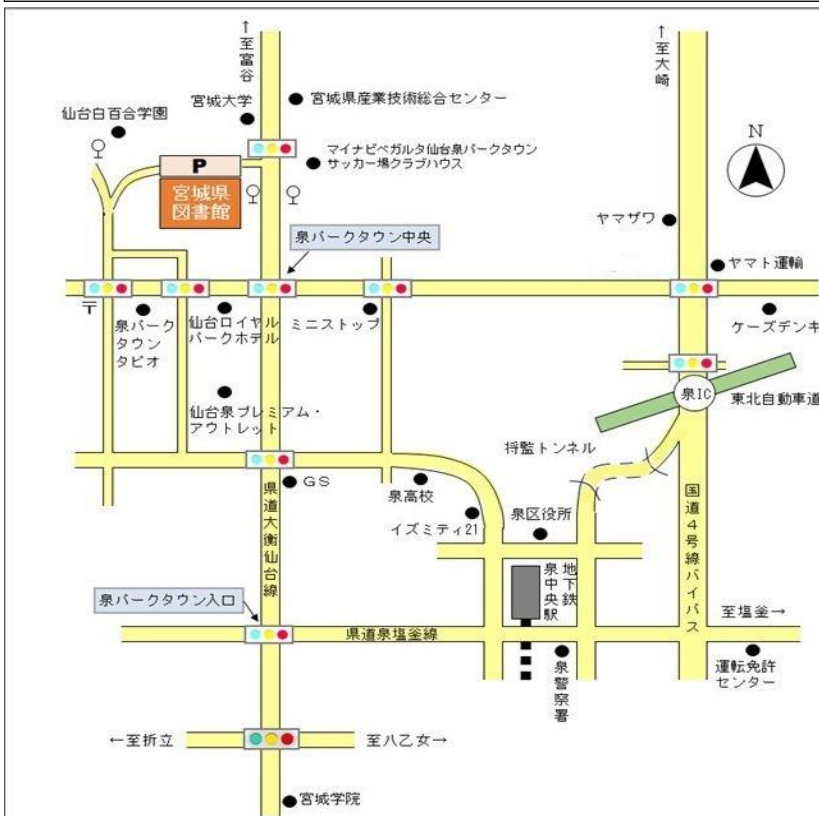 ↑至富谷
↑至大崎
宮城大学
宮城県産業技術総合センター
仙台白百合学園
N
P
マイナビベガルタ仙台泉パークタウン
サッカー場クラブハウス
宮城県
図書館
ヤマザワ
泉パークタウン中央
ヤマト運輸
〒
泉パーク
タウン
タピオ
仙台ロイヤル
パークホテル
ミニストップ
ケーズデンキ
泉IC
東北自動車道
仙台泉プレミアム・
アウトレット
将監トンネル
GS
泉高校
県道大衡仙台線
イズミティ21
泉区役所
国道4号線バイパス
地下鉄
泉中央駅
泉パークタウン入口
至塩釜→
県道泉塩釜線
泉警察署
運転免許
センター
←至折立
至八乙女→
宮城学院